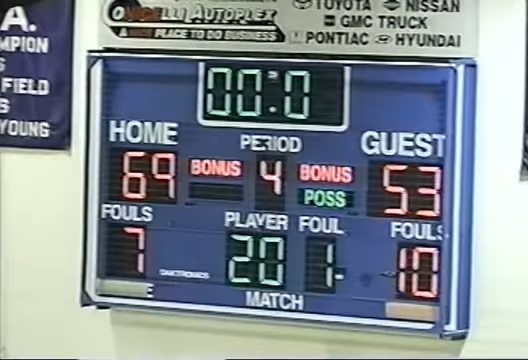 AUTOPLEX
PLACE TO DO BUSINESS
TOYOTA NISSAN
GMC TRUCK
PONTIAC HYUNDAI
A.
MPION
S
FIELD
S
YOUNG
00:0
HOME PERIOD GUEST
69 BONUS 4 BONUS 53
POSS
FOULS PLAYER FOUL FOULS
7 20 1 10
DAKTRONICS
MATCH